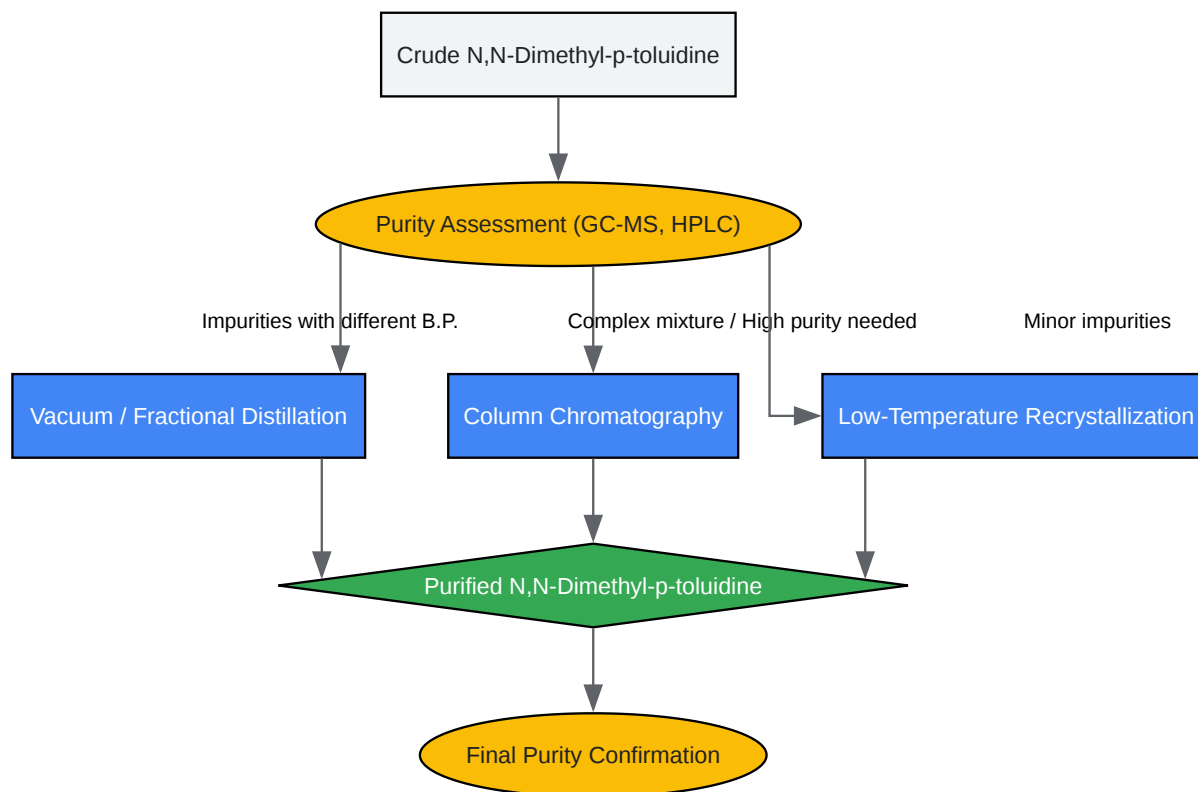 Crude N,N-Dimethyl-p-toluidine
Purity Assessment (GC-MS, HPLC)
Impurities with different B.P.
Complex mixture / High purity needed
Minor impurities
Vacuum / Fractional Distillation
Column Chromatography
Low-Temperature Recrystallization
Purified N,N-Dimethyl-p-toluidine
Final Purity Confirmation